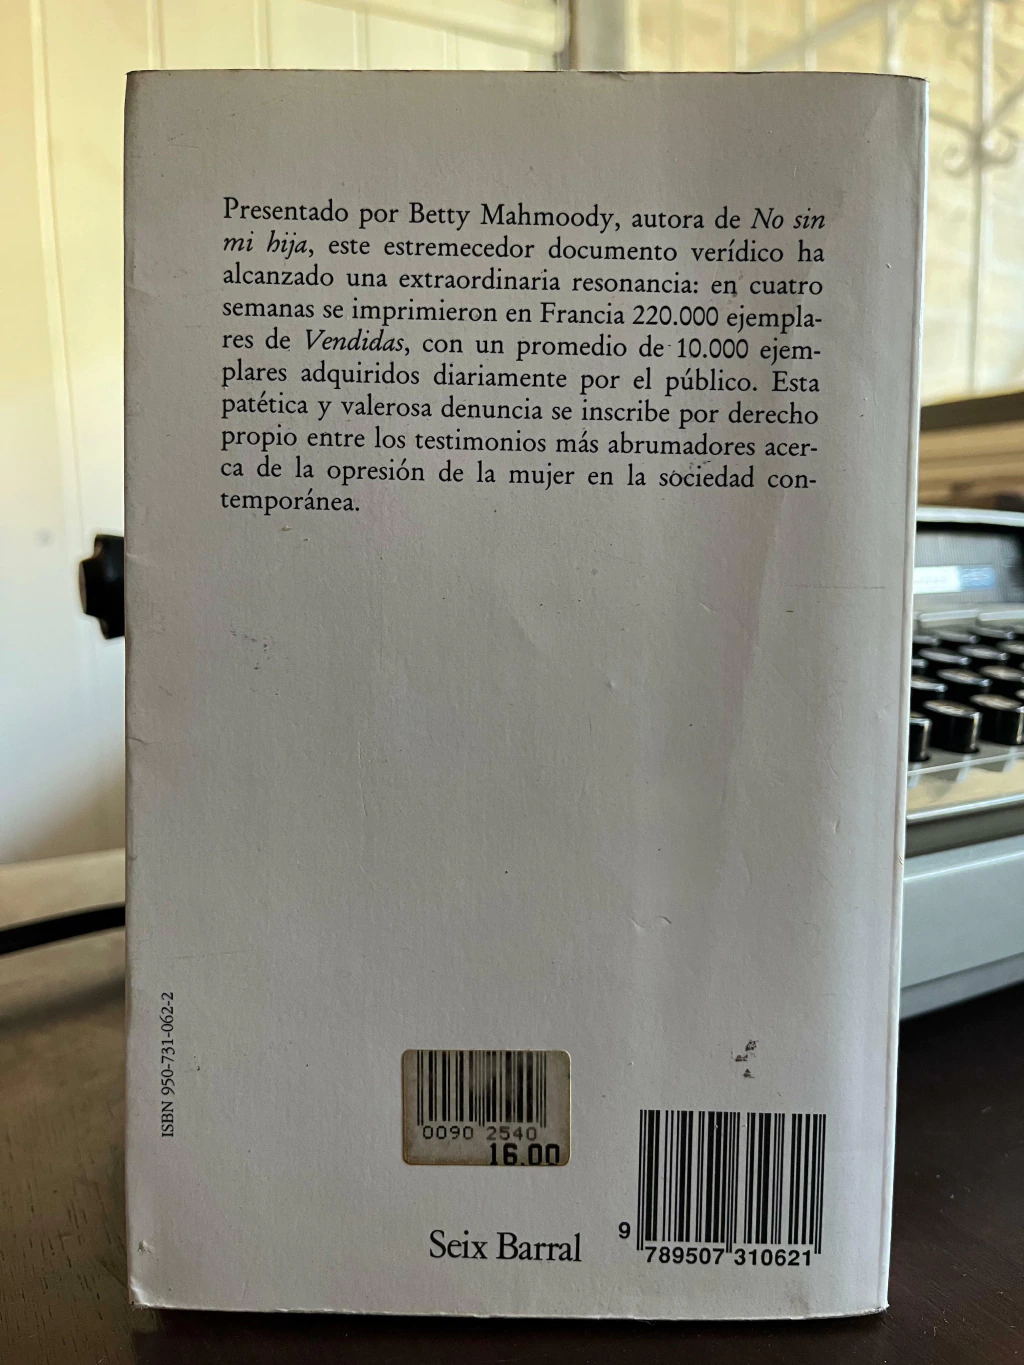 Presentado por Betty Mahmoody, autora de No sin
mi hija, este estremecedor documento verídico ha
alcanzado una extraordinaria resonancia: en cuatro
semanas se imprimieron en Francia 220.000 ejempla-
res de Vendidas, con un promedio de 10.000 ejem-
plares adquiridos diariamente por el público. Esta
patética y valerosa denuncia se inscribe por derecho
propio entre los testimonios más abrumadores acer-
ca de la opresión de la mujer en la sociedad con-
temporánea.
ISBN 950-731-062-2
0090 2540
16.00
Seix Barral
9 789507 310621